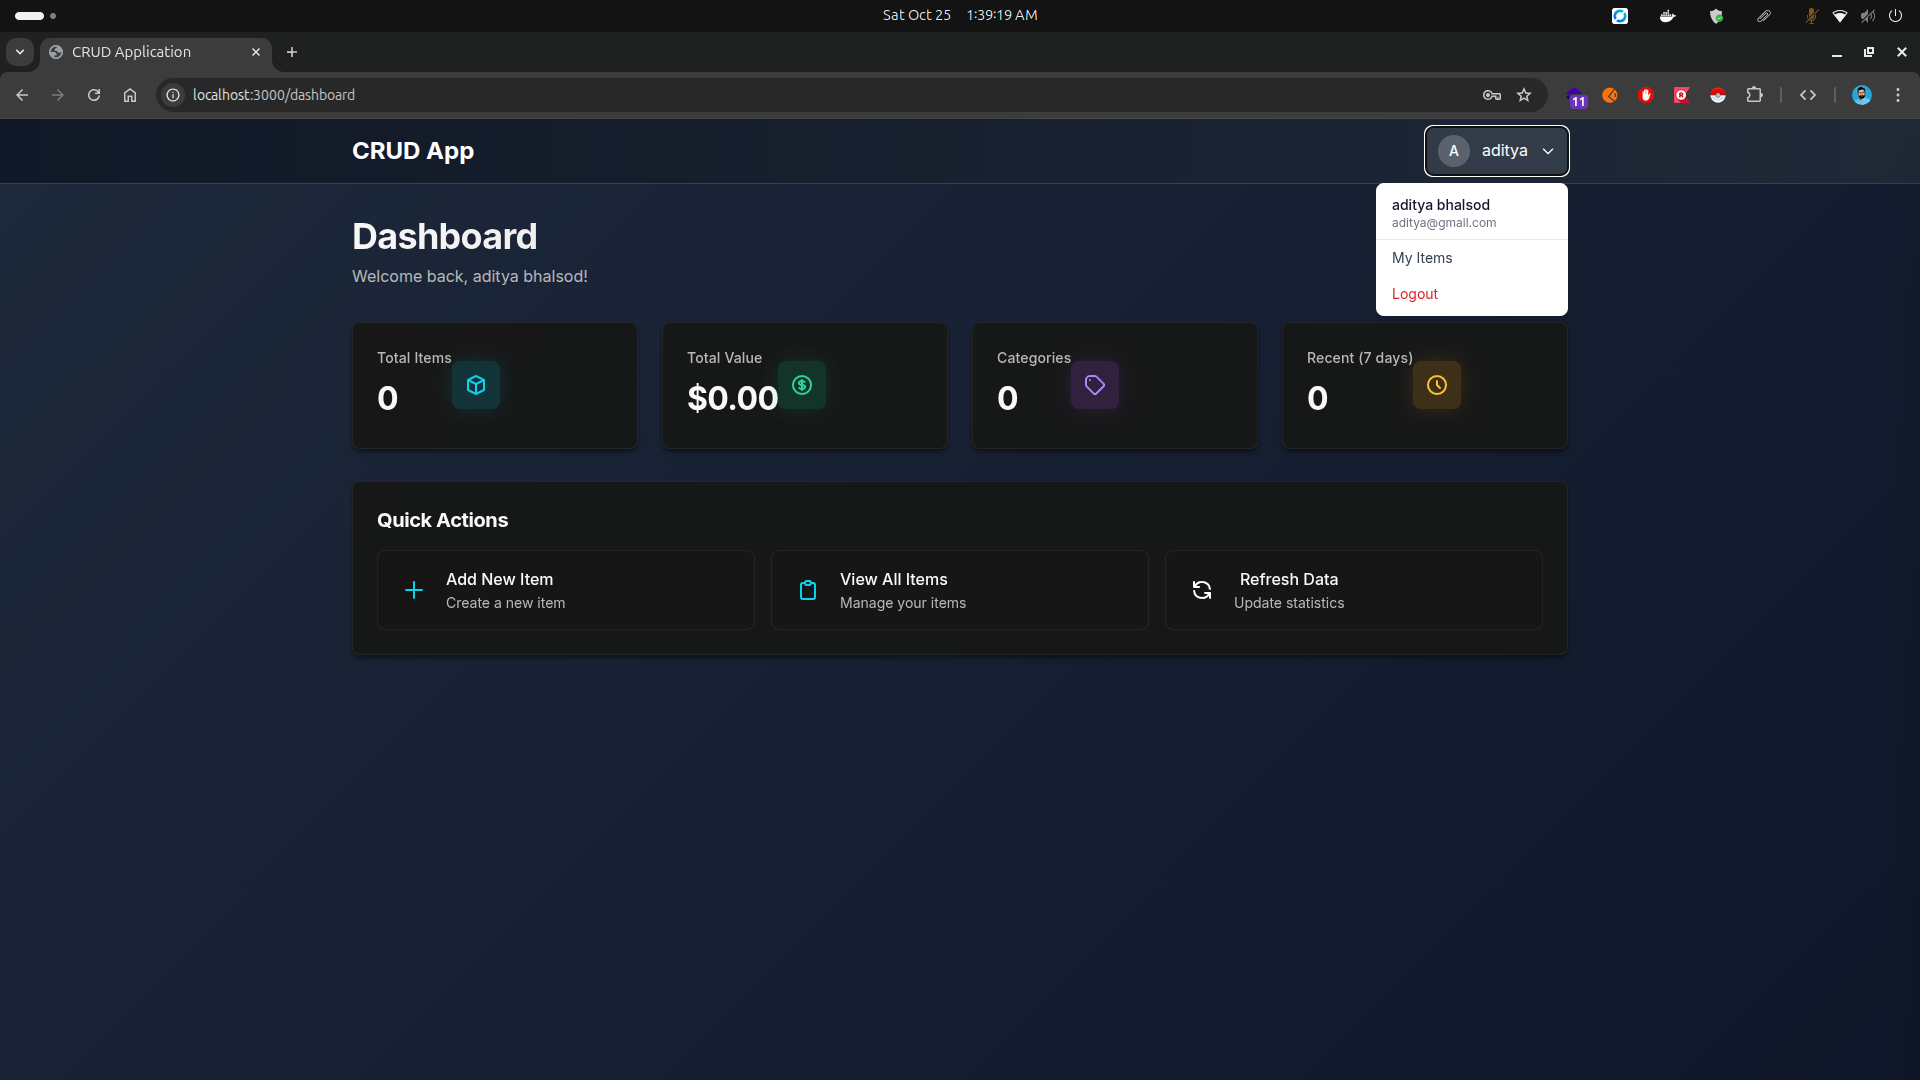 Sat Oct 25 1:39:19 AM
CRUD Application
localhost:3000/dashboard
11
CRUD App
A aditya
aditya bhalsod
aditya@gmail.com
My Items
Logout
Dashboard
Welcome back, aditya bhalsod!
Total Items
0
Total Value
$0.00
Categories
0
Recent (7 days)
0
Quick Actions
Add New Item
Create a new item
View All Items
Manage your items
Refresh Data
Update statistics